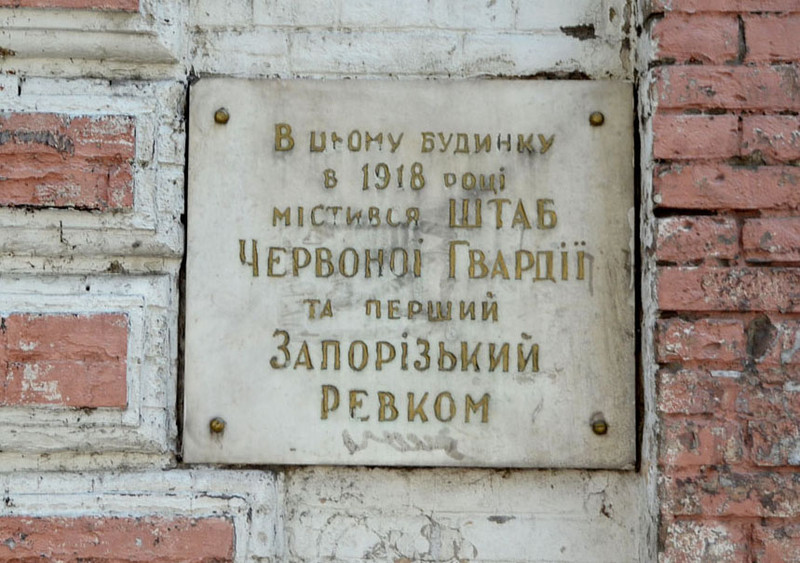 В цьому будинку
в 1918 році
містився ШТАБ
ЧЕРВОНОЇ ГВАРДІЇ
та перший
ЗАПОРІЗЬКИЙ
РЕВКОМ